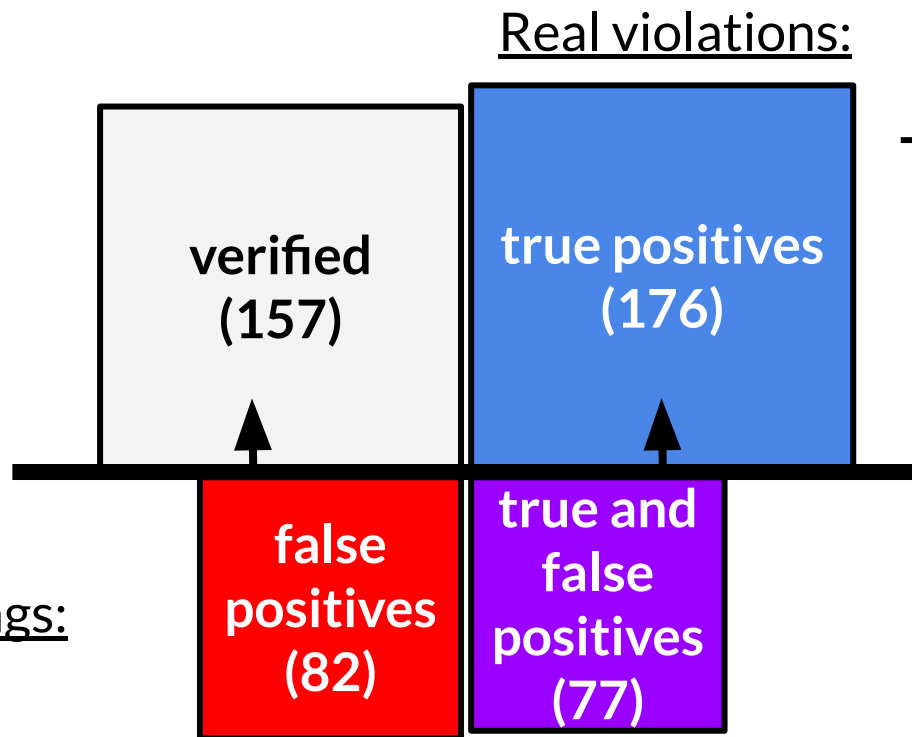 Real violations:
verified
(157)
true positives
(176)
false
positives
(82)
true and
false
positives
(77)